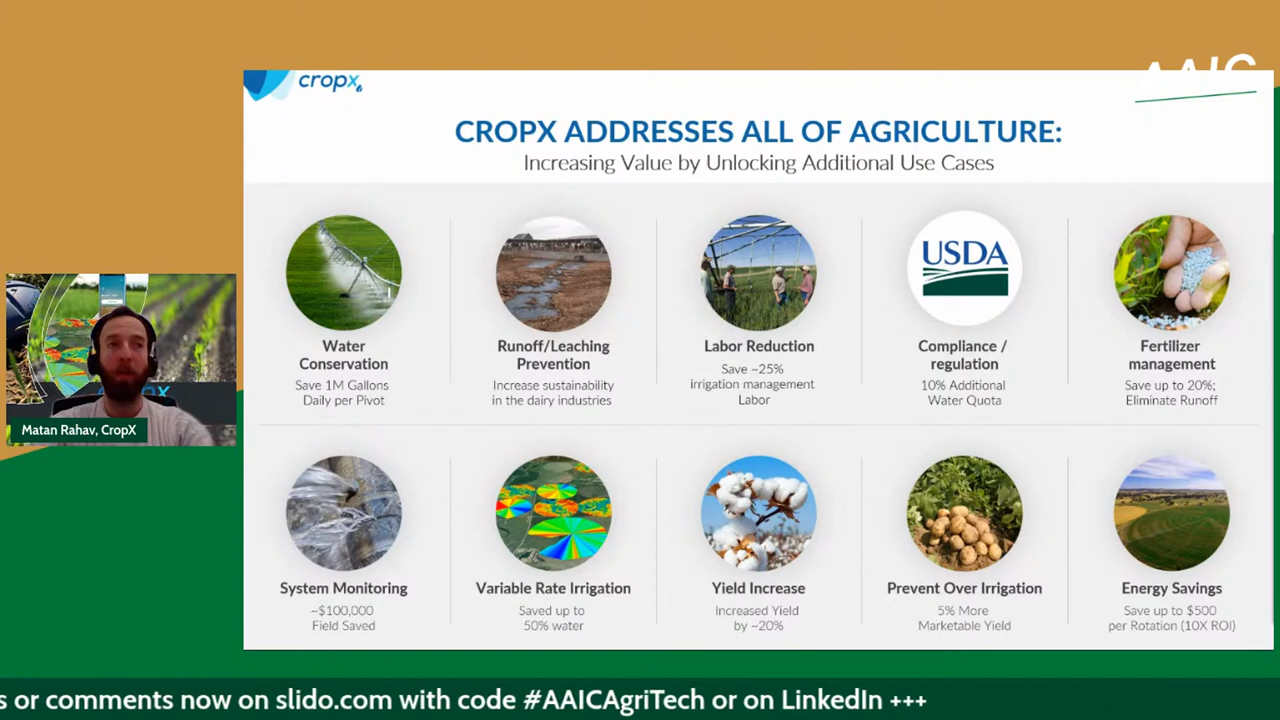 cropx
AAIC
CROPX ADDRESSES ALL OF AGRICULTURE:
Increasing Value by Unlocking Additional Use Cases
USDA
Water
Conservation
Save 1M Gallons
Daily per Pivot
Runoff/Leaching
Prevention
Increase sustainability
in the dairy industries
Labor Reduction
Save ~25%
irrigation management
Labor
Compliance /
regulation
10% Additional
Water Quota
Fertilizer
management
Save up to 20%;
Eliminate Runoff
Matan Rahav, CropX
System Monitoring
~$100,000
Field Saved
Variable Rate Irrigation
Saved up to
50% water
Yield Increase
Increased Yield
by ~20%
Prevent Over Irrigation
5% More
Marketable Yield
Energy Savings
Save up to $500
per Rotation (10X ROI)
s or comments now on slido.com with code #AAICAgriTech or on LinkedIn +++